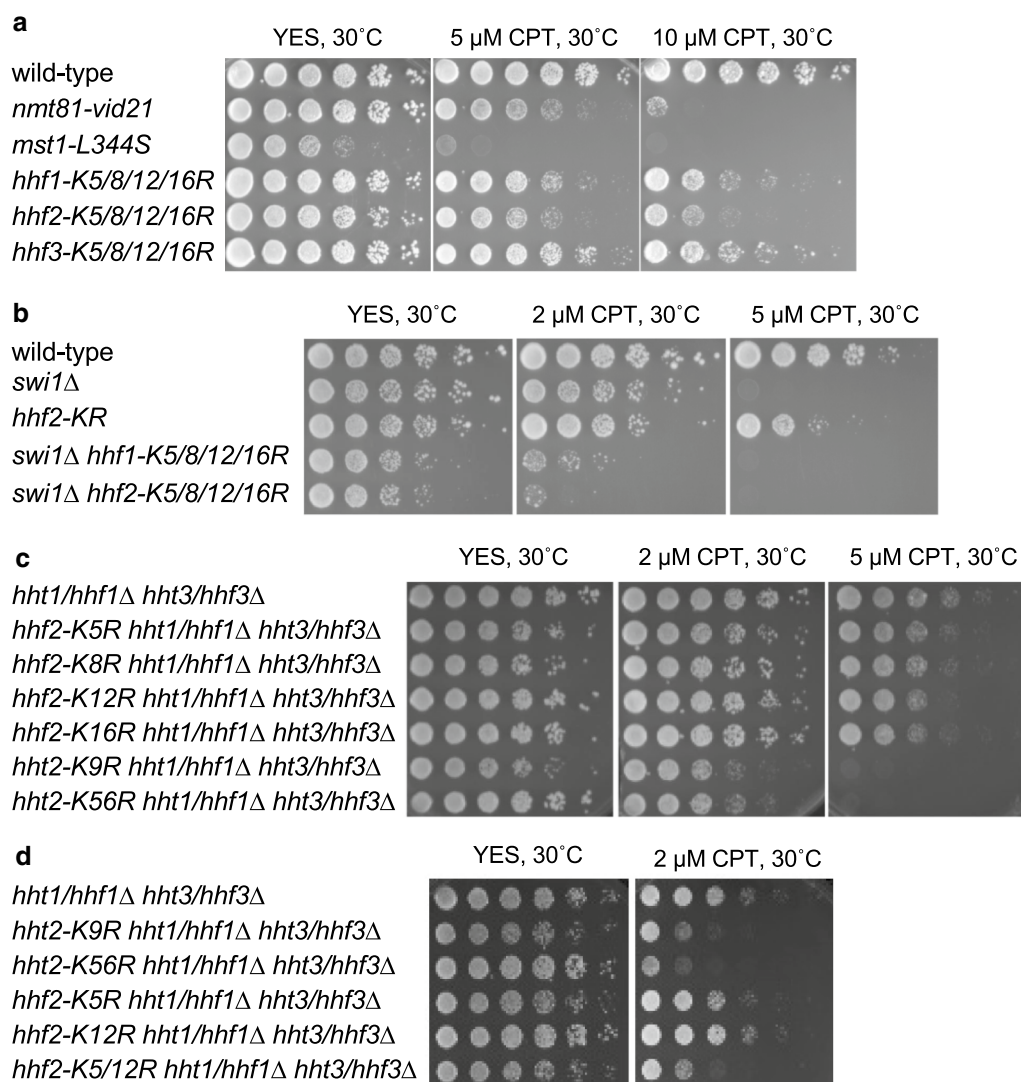 a
YES, 30˚C 5 µM CPT, 30˚C 10 µM CPT, 30˚C
wild-type
nmt81-vid21
mst1-L344S
hhf1-K5/8/12/16R
hhf2-K5/8/12/16R
hhf3-K5/8/12/16R
b
YES, 30˚C 2 µM CPT, 30˚C 5 µM CPT, 30˚C
wild-type
swi1Δ
hhf2-KR
swi1Δ hhf1-K5/8/12/16R
swi1Δ hhf2-K5/8/12/16R
c
YES, 30˚C 2 µM CPT, 30˚C 5 µM CPT, 30˚C
hht1/hhf1Δ hht3/hhf3Δ
hhf2-K5R hht1/hhf1Δ hht3/hhf3Δ
hhf2-K8R hht1/hhf1Δ hht3/hhf3Δ
hhf2-K12R hht1/hhf1Δ hht3/hhf3Δ
hhf2-K16R hht1/hhf1Δ hht3/hhf3Δ
hht2-K9R hht1/hhf1Δ hht3/hhf3Δ
hht2-K56R hht1/hhf1Δ hht3/hhf3Δ
d
YES, 30˚C 2 µM CPT, 30˚C
hht1/hhf1Δ hht3/hhf3Δ
hht2-K9R hht1/hhf1Δ hht3/hhf3Δ
hht2-K56R hht1/hhf1Δ hht3/hhf3Δ
hhf2-K5R hht1/hhf1Δ hht3/hhf3Δ
hhf2-K12R hht1/hhf1Δ hht3/hhf3Δ
hhf2-K5/12R hht1/hhf1Δ hht3/hhf3Δ